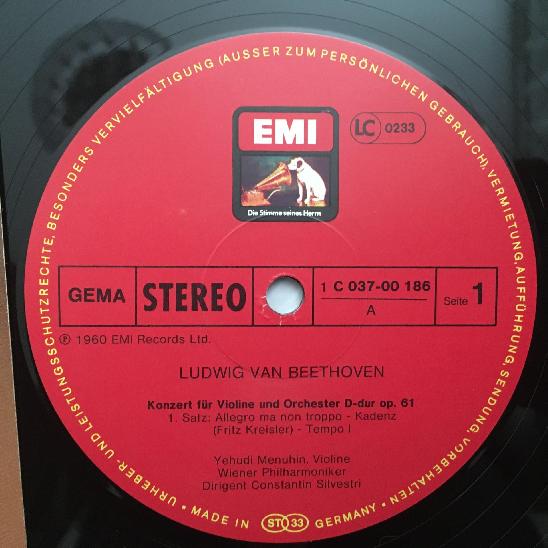 URHEBER- UND LEISTUNGSSCHUTZRECHTE, BESONDERS VERVIELFÄLTIGUNG (AUSSER ZUM PERSÖNLICHEN GEBRAUCH), VERMIETUNG, AUFFÜHRUNG, SENDUNG, VORBEHALTEN
EMI
Die Stimme seines Herrn
LC 0233
GEMA
STEREO
1 C 037-00 186
A
Seite 1
℗ 1960 EMI Records Ltd.
LUDWIG VAN BEETHOVEN
Konzert für Violine und Orchester D-dur op. 61
1. Satz: Allegro ma non troppo - Kadenz
(Fritz Kreisler) - Tempo I
Yehudi Menuhin, Violine
Wiener Philharmoniker
Dirigent Constantin Silvestri
• MADE IN ST 33 GERMANY •